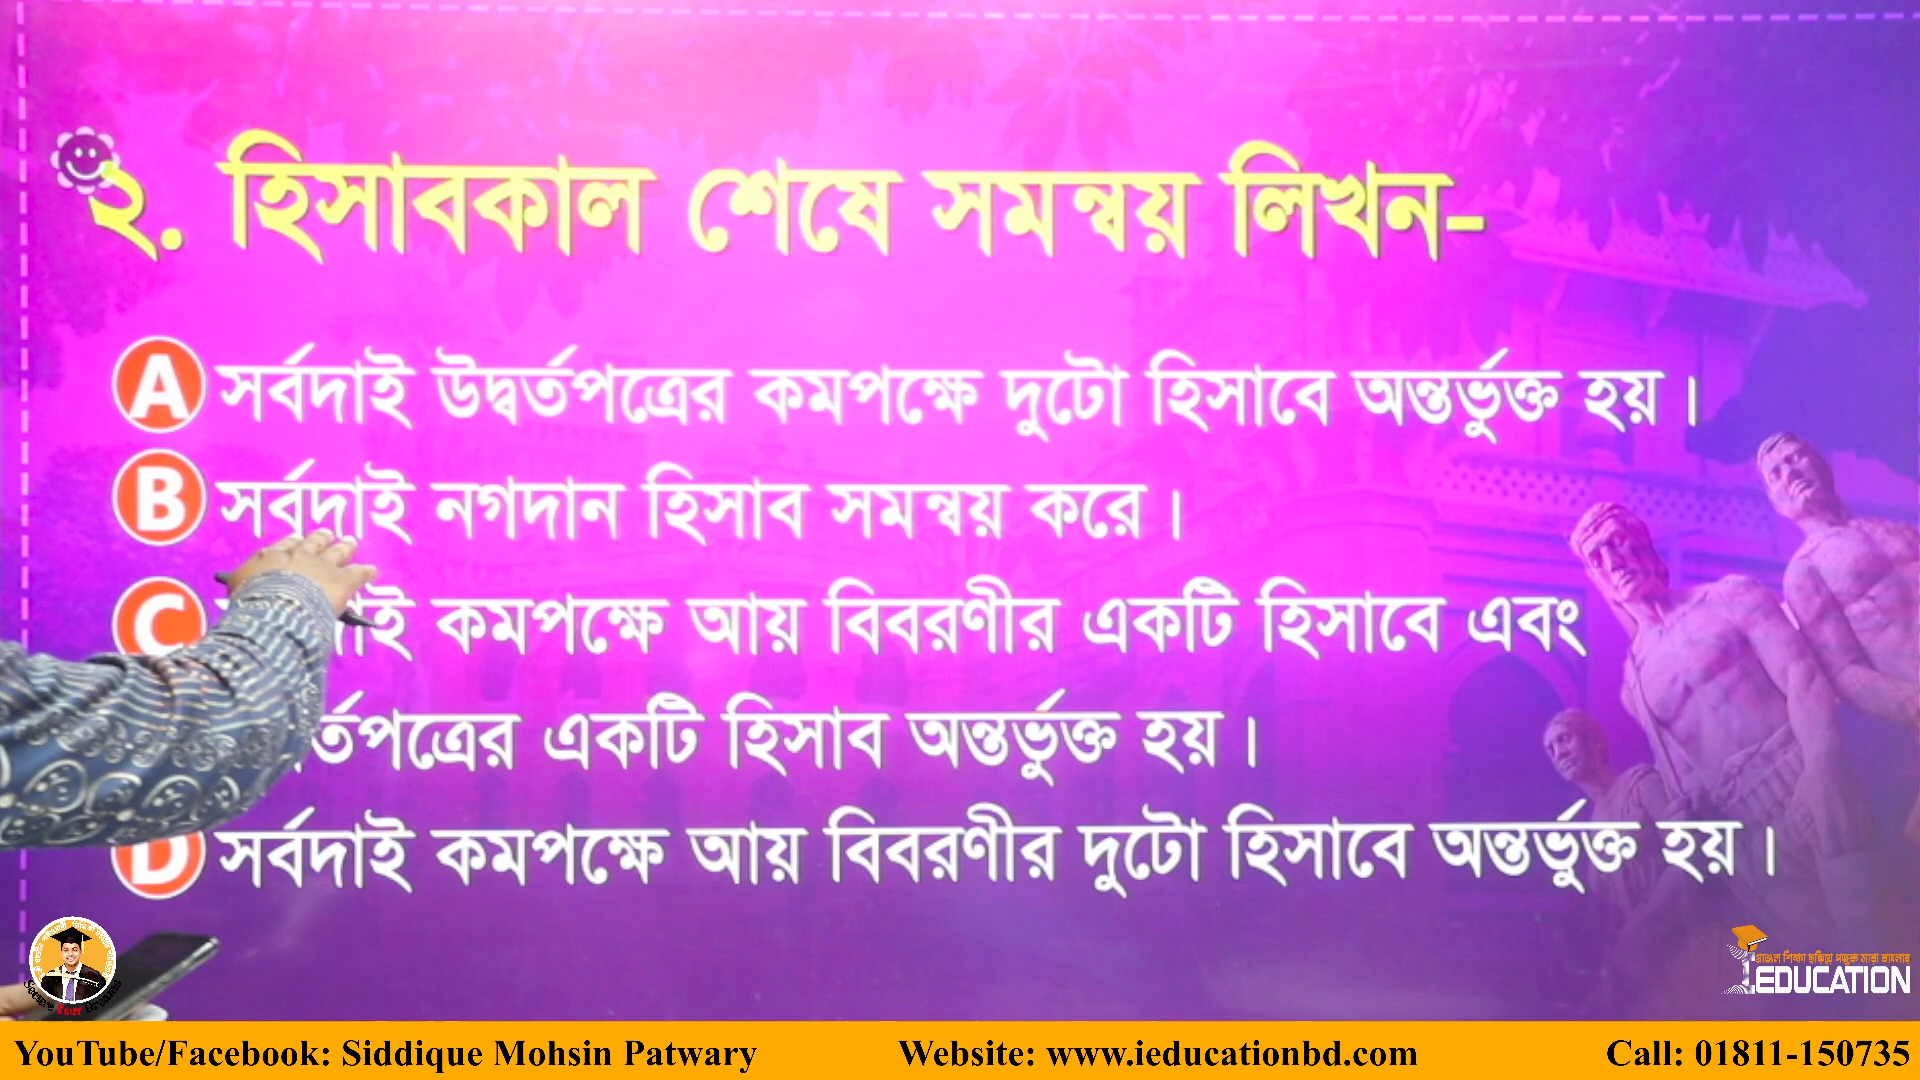 ২. হিসাবকাল শেষে সমন্বয় লিখন-
A সর্বদাই উদ্বর্তপত্রের কমপক্ষে দুটো হিসাবে অন্তর্ভুক্ত হয়।
B সর্বদাই নগদান হিসাব সমন্বয় করে।
C কমপক্ষে আয় বিবরণীর একটি হিসাবে এবং
একটি হিসাব অন্তর্ভুক্ত হয়।
D সর্বদাই কমপক্ষে আয় বিবরণীর দুটো হিসাবে অন্তর্ভুক্ত হয়।
EDUCATION
YouTube/Facebook: Siddique Mohsin Patwary Website: www.ieducationbd.com Call: 01811-150735